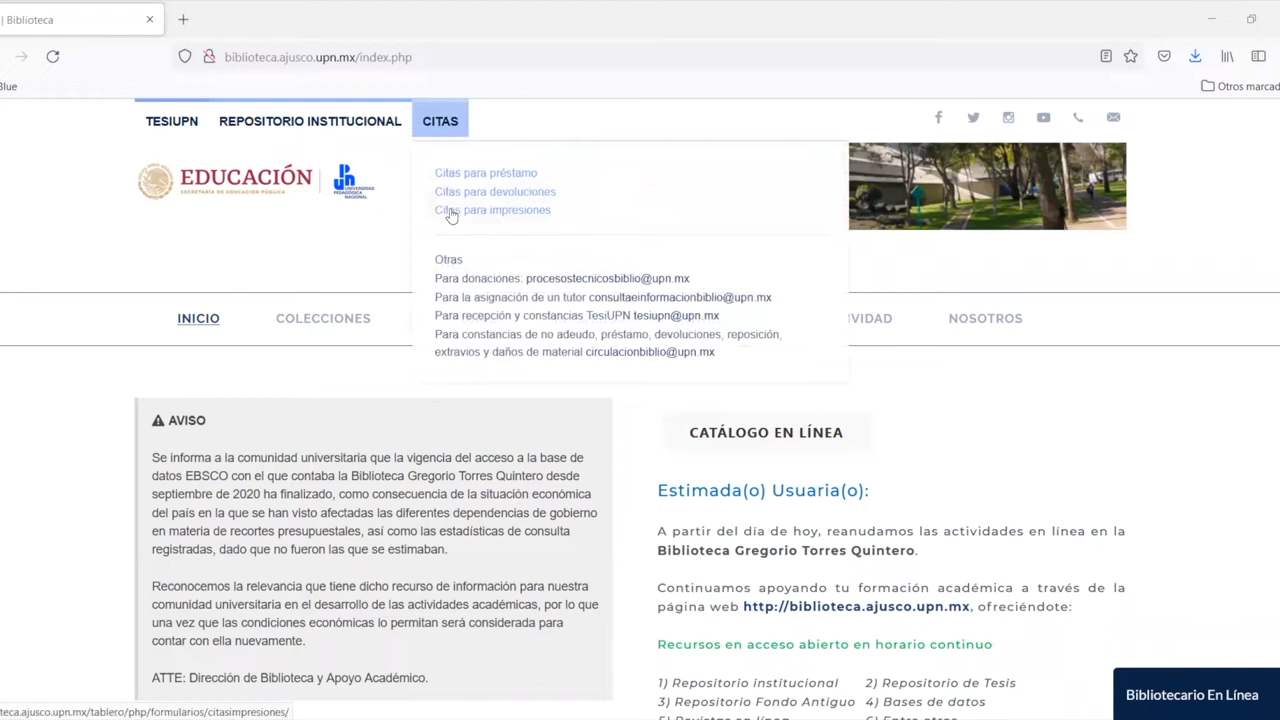 | Biblioteca
biblioteca.ajusco.upn.mx/index.php
Blue
Otros marcad
TESIUPN REPOSITORIO INSTITUCIONAL CITAS
EDUCACIÓN
SECRETARÍA DE EDUCACIÓN PÚBLICA
UNIVERSIDAD
PEDAGÓGICA
NACIONAL
Citas para préstamo
Citas para devoluciones
Citas para impresiones
Otras
Para donaciones: procesostecnicosbiblio@upn.mx
Para la asignación de un tutor consultaeinformacionbiblio@upn.mx
Para recepción y constancias TesiUPN tesiupn@upn.mx
Para constancias de no adeudo, préstamo, devoluciones, reposición,
extravios y daños de material circulacionbiblio@upn.mx
INICIO COLECCIONES IVIDAD NOSOTROS
AVISO
Se informa a la comunidad universitaria que la vigencia del acceso a la base de
datos EBSCO con el que contaba la Biblioteca Gregorio Torres Quintero desde
septiembre de 2020 ha finalizado, como consecuencia de la situación económica
del país en la que se han visto afectadas las diferentes dependencias de gobierno
en materia de recortes presupuestales, así como las estadísticas de consulta
registradas, dado que no fueron las que se estimaban.
Reconocemos la relevancia que tiene dicho recurso de información para nuestra
comunidad universitaria en el desarrollo de las actividades académicas, por lo que
una vez que las condiciones económicas lo permitan será considerada para
contar con ella nuevamente.
ATTE: Dirección de Biblioteca y Apoyo Académico.
CATÁLOGO EN LÍNEA
Estimada(o) Usuaria(o):
A partir del día de hoy, reanudamos las actividades en línea en la
Biblioteca Gregorio Torres Quintero.
Continuamos apoyando tu formación académica a través de la
página web http://biblioteca.ajusco.upn.mx, ofreciéndote:
Recursos en acceso abierto en horario continuo
1) Repositorio institucional 2) Repositorio de Tesis
3) Repositorio Fondo Antiguo 4) Bases de datos
Bibliotecario En Línea
teca.ajusco.upn.mx/tablero/php/formularios/citasimpresiones/